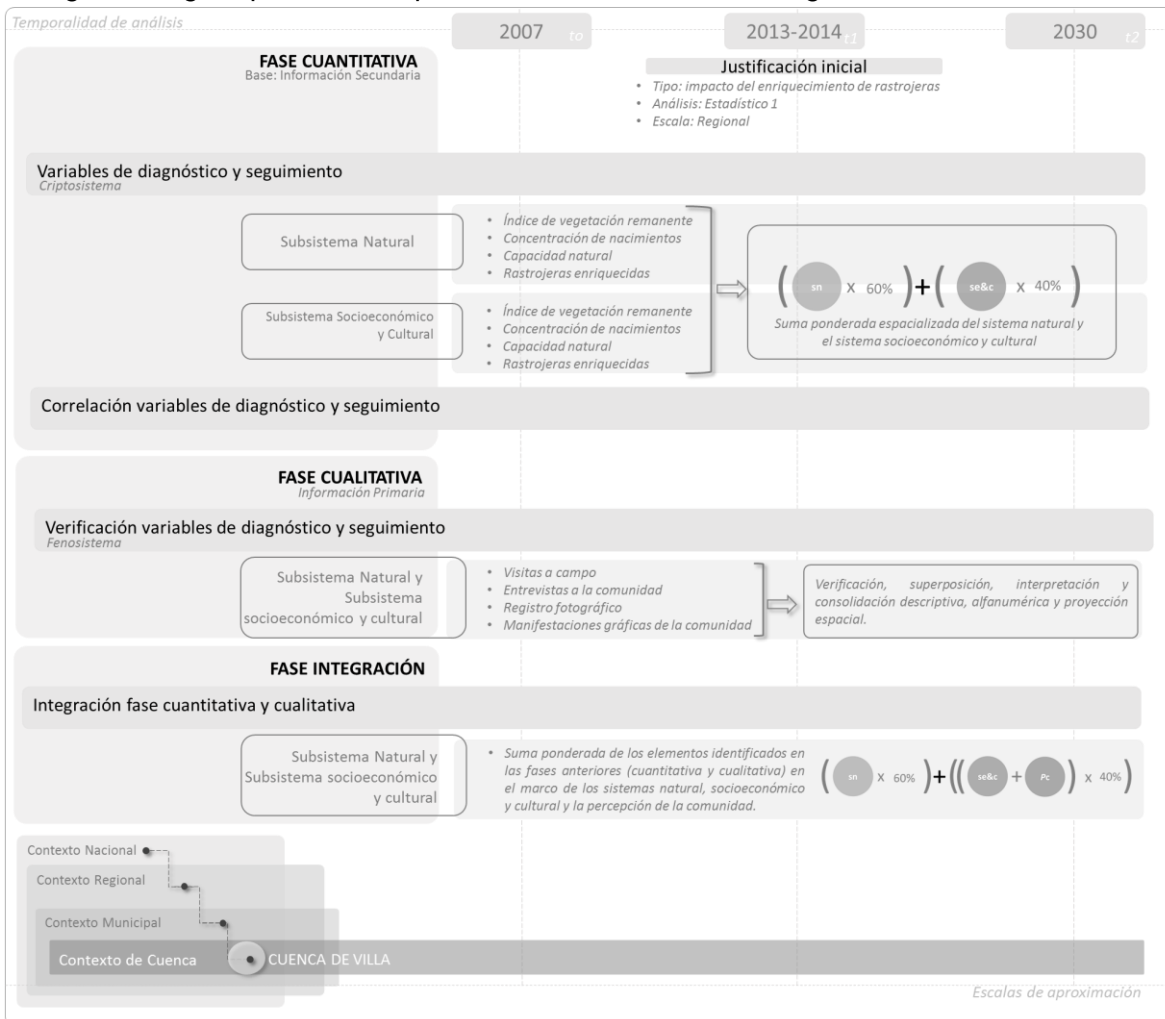 Temporalidad de análisis
2007 to
2013-2014 t1
2030 t2
FASE CUANTITATIVA
Base: Información Secundaria
Justificación inicial
• Tipo: impacto del enriquecimiento de rastrojeras
• Análisis: Estadístico 1
• Escala: Regional
Variables de diagnóstico y seguimiento
Criptosistema
Subsistema Natural
• Índice de vegetación remanente
• Concentración de nacimientos
• Capacidad natural
• Rastrojeras enriquecidas
Subsistema Socioeconómico
y Cultural
• Índice de vegetación remanente
• Concentración de nacimientos
• Capacidad natural
• Rastrojeras enriquecidas
( sn x 60% ) + ( se&c x 40% )
Suma ponderada espacializada del sistema natural y
el sistema socioeconómico y cultural
Correlación variables de diagnóstico y seguimiento
FASE CUALITATIVA
Información Primaria
Verificación variables de diagnóstico y seguimiento
Fenosistema
Subsistema Natural y
Subsistema
socioeconómico y cultural
• Visitas a campo
• Entrevistas a la comunidad
• Registro fotográfico
• Manifestaciones gráficas de la comunidad
Verificación, superposición, interpretación y
consolidación descriptiva, alfanumérica y proyección
espacial.
FASE INTEGRACIÓN
Integración fase cuantitativa y cualitativa
Subsistema Natural y
Subsistema socioeconómico
y cultural
• Suma ponderada de los elementos identificados en
las fases anteriores (cuantitativa y cualitativa) en
el marco de los sistemas natural, socioeconómico
y cultural y la percepción de la comunidad.
( sn x 60% ) + (( se&c + Pc ) x 40% )
Contexto Nacional
Contexto Regional
Contexto Municipal
Contexto de Cuenca
CUENCA DE VILLA
Escalas de aproximación